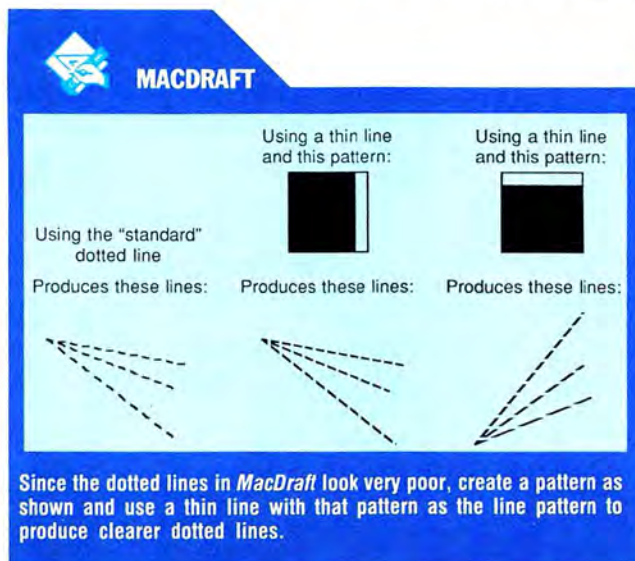 MACDRAFT
Using the “standard”
dotted line
Produces these lines:
Using a thin line
and this pattern:
Produces these lines:
Using a thin line
and this pattern:
Produces these lines:
Since the dotted lines in MacDraft look very poor, create a pattern as
shown and use a thin line with that pattern as the line pattern to
produce clearer dotted lines.